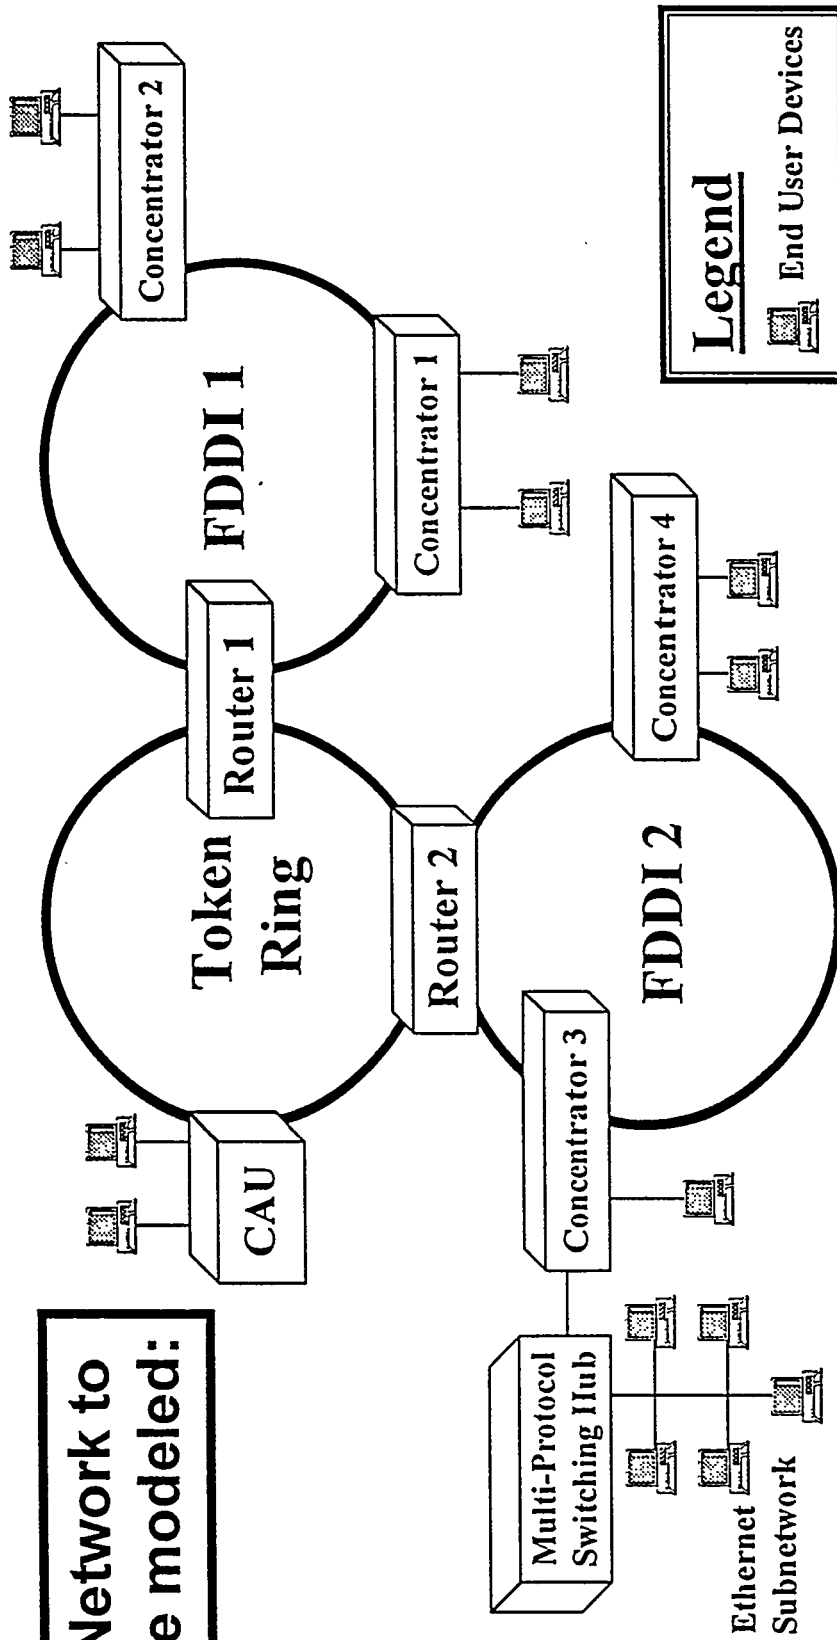 Network to
e modeled:
CAU
Token
Ring
Router 1
FDDI 1
Concentrator 2
Concentrator 1
Router 2
Multi-Protocol
Switching Hub
Concentrator 3
FDDI 2
Concentrator 4
Ethernet
Subnetwork
Legend
End User Devices